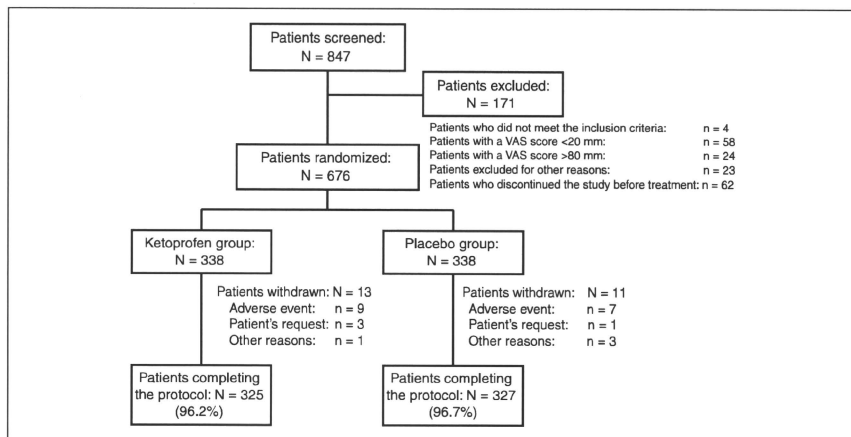 Patients screened:
N = 847
Patients excluded:
N = 171
Patients who did not meet the inclusion criteria: n = 4
Patients with a VAS score <20 mm: n = 58
Patients with a VAS score >80 mm: n = 24
Patients excluded for other reasons: n = 23
Patients who discontinued the study before treatment: n = 62
Patients randomized:
N = 676
Ketoprofen group:
N = 338
Placebo group:
N = 338
Patients withdrawn: N = 13
Adverse event: n = 9
Patient's request: n = 3
Other reasons: n = 1
Patients withdrawn: N = 11
Adverse event: n = 7
Patient's request: n = 1
Other reasons: n = 3
Patients completing
the protocol: N = 325
(96.2%)
Patients completing
the protocol: N = 327
(96.7%)